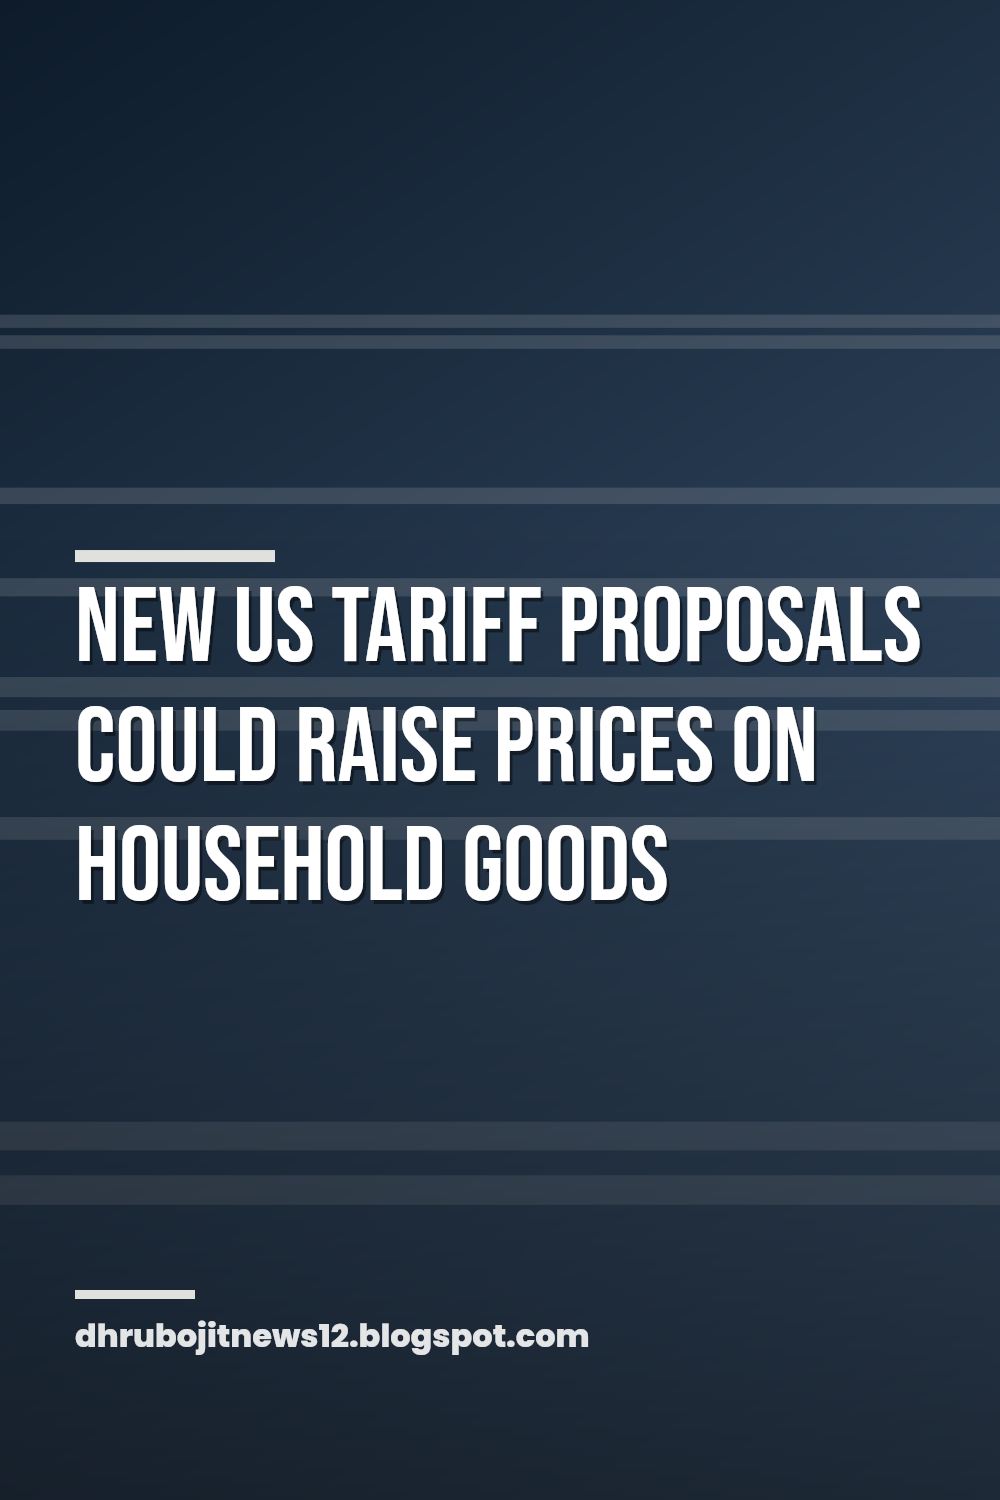 NEW US TARIFF PROPOSALS
COULD RAISE PRICES ON
HOUSEHOLD GOODS
dhrubojitnews12.blogspot.com